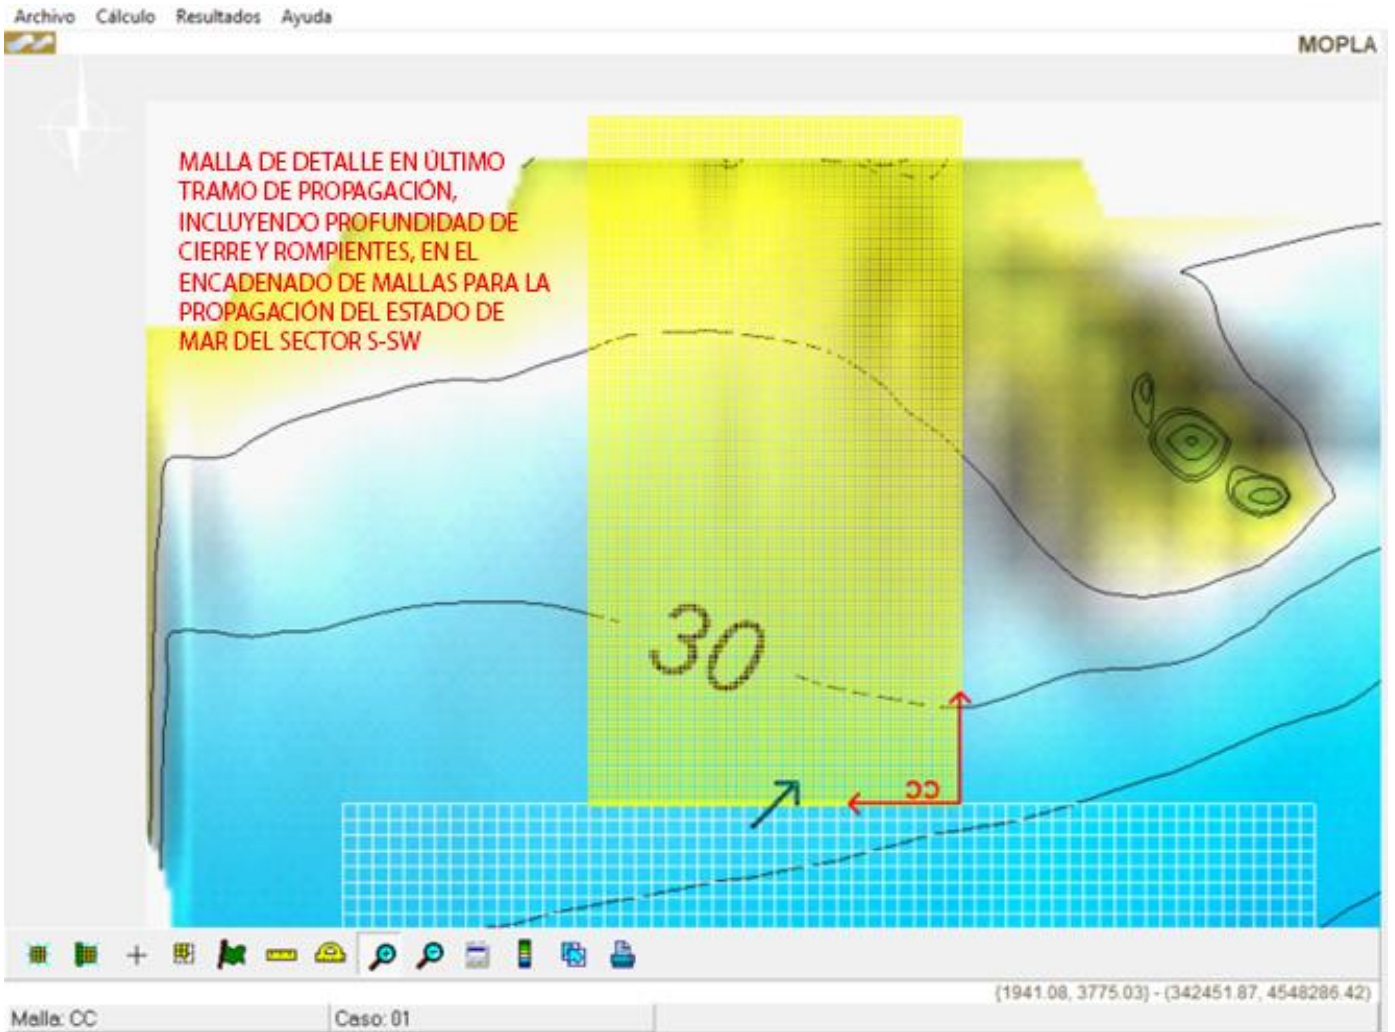 Archivo Cálculo Resultados Ayuda
MOPLA
MALLA DE DETALLE EN ÚLTIMO
TRAMO DE PROPAGACIÓN,
INCLUYENDO PROFUNDIDAD DE
CIERRE Y ROMPIENTES, EN EL
ENCADENADO DE MALLAS PARA LA
PROPAGACIÓN DEL ESTADO DE
MAR DEL SECTOR S-SW
30
CC
{1941.08, 3775.03} - (342451.87, 4548286.42)
Malla: CC Caso: 01